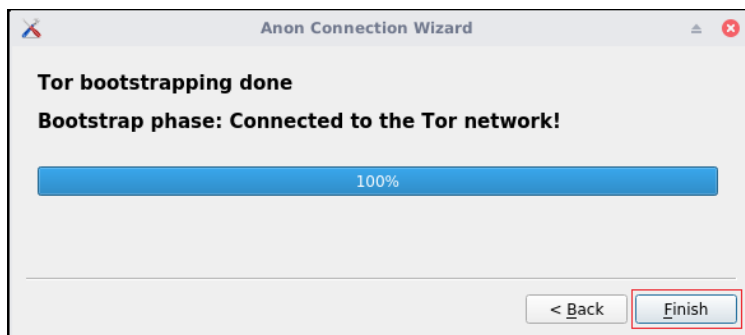 Anon Connection Wizard
Tor bootstrapping done
Bootstrap phase: Connected to the Tor network!
100%
< Back
Finish